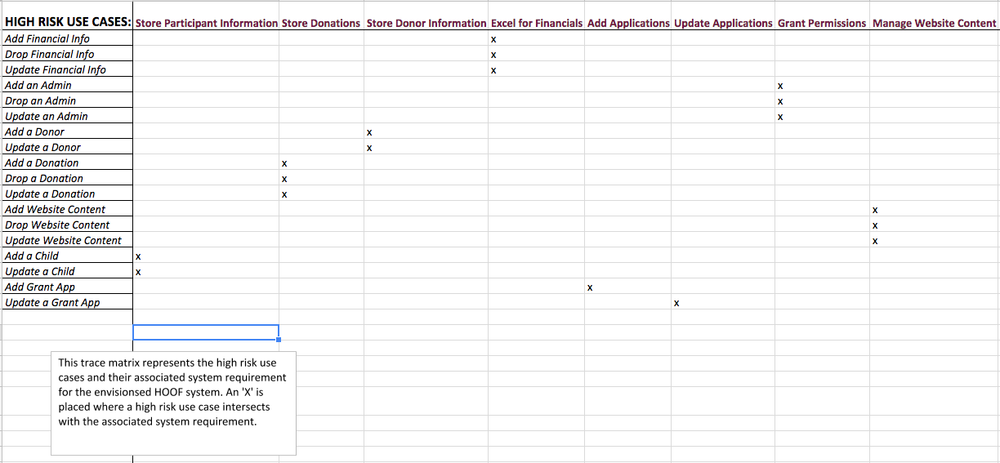 HIGH RISK USE CASES: Store Participant Information Store Donations Store Donor Information Excel for Financials Add Applications Update Applications Grant Permissions Manage Website Content
Add Financial Info x
Drop Financial Info x
Update Financial Info x
Add an Admin x
Drop an Admin x
Update an Admin x
Add a Donor x
Update a Donor x
Add a Donation x
Drop a Donation x
Update a Donation x
Add Website Content x
Drop Website Content x
Update Website Content x
Add a Child x
Update a Child x
Add Grant App x
Update a Grant App x
This trace matrix represents the high risk use
cases and their associated system requirement
for the envisionsed HOOF system. An 'X' is
placed where a high risk use case intersects
with the associated system requirement.